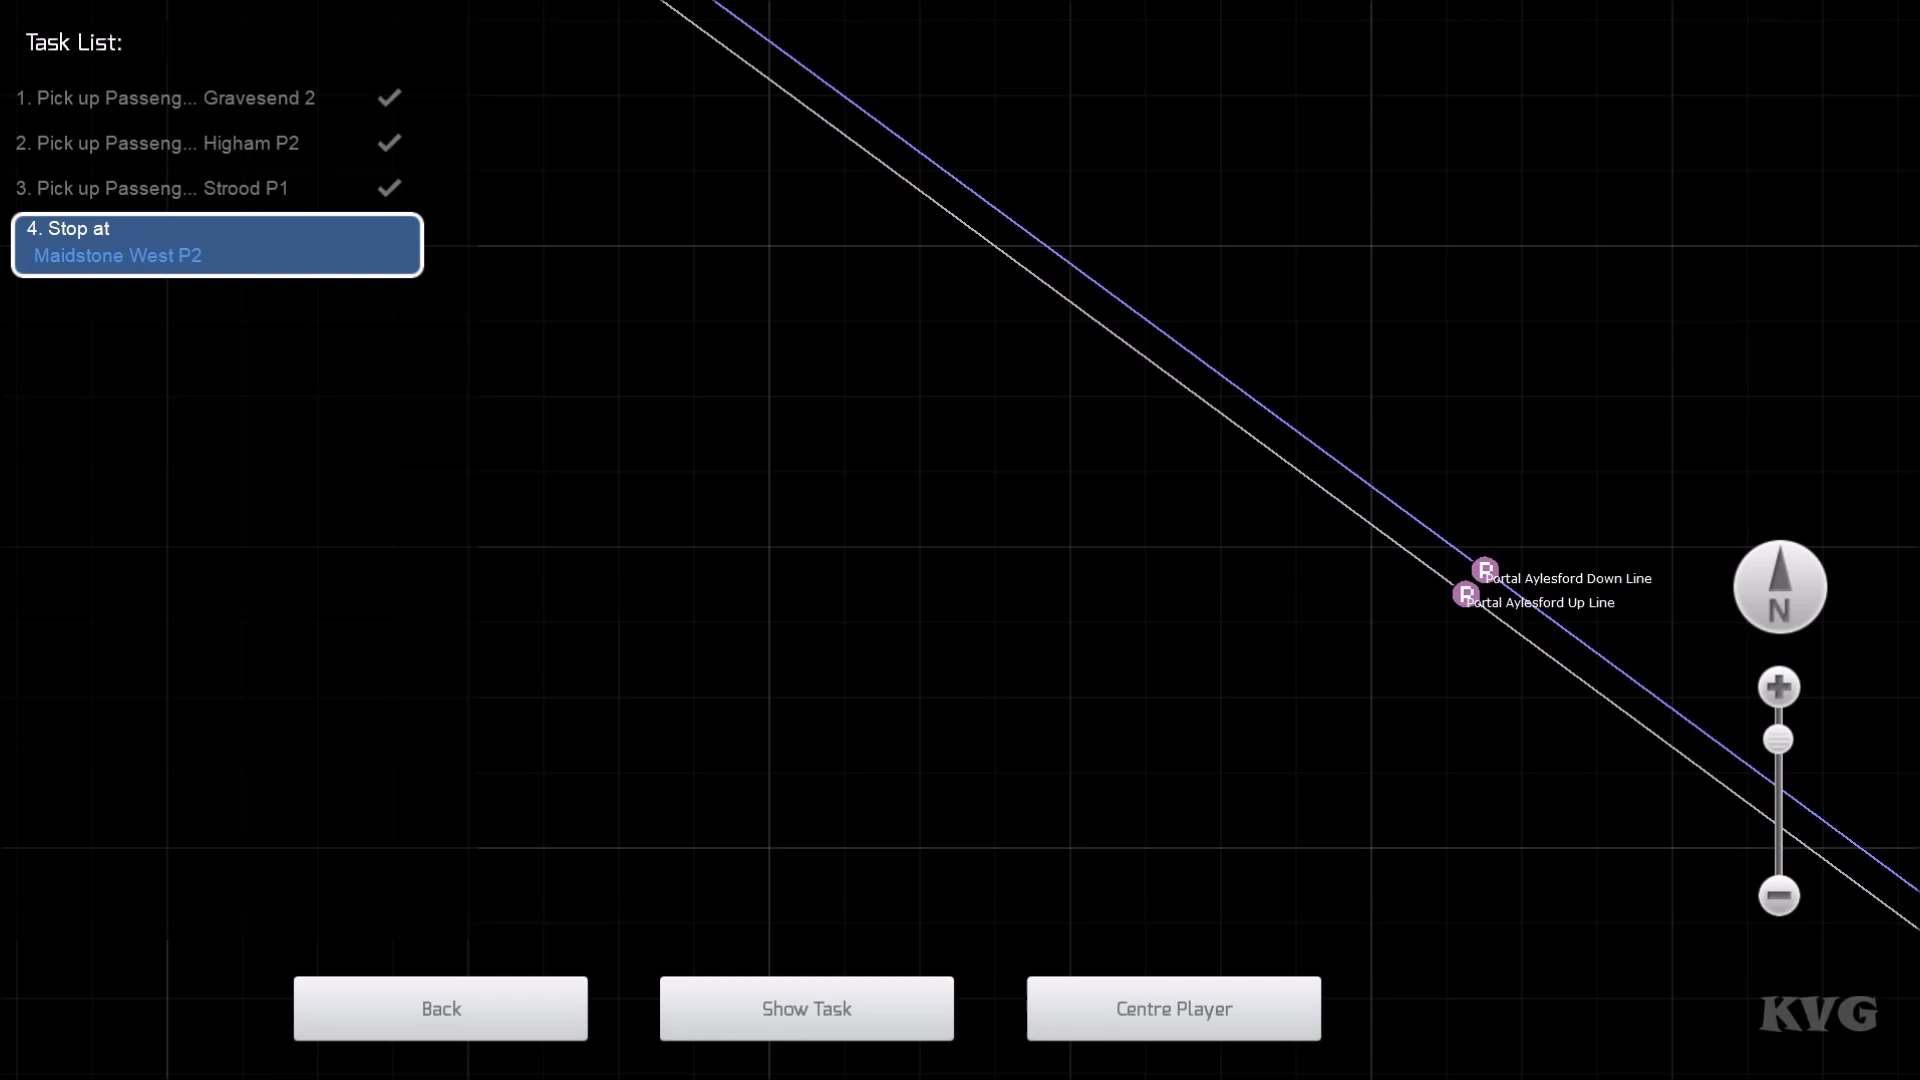 Task List:
1. Pick up Passeng... Gravesend 2
2. Pick up Passeng... Higham P2
3. Pick up Passeng... Strood P1
4. Stop at
Maidstone West P2
R
Portal Aylesford Down Line
R
Portal Aylesford Up Line
N
Back
Show Task
Centre Player
KVG